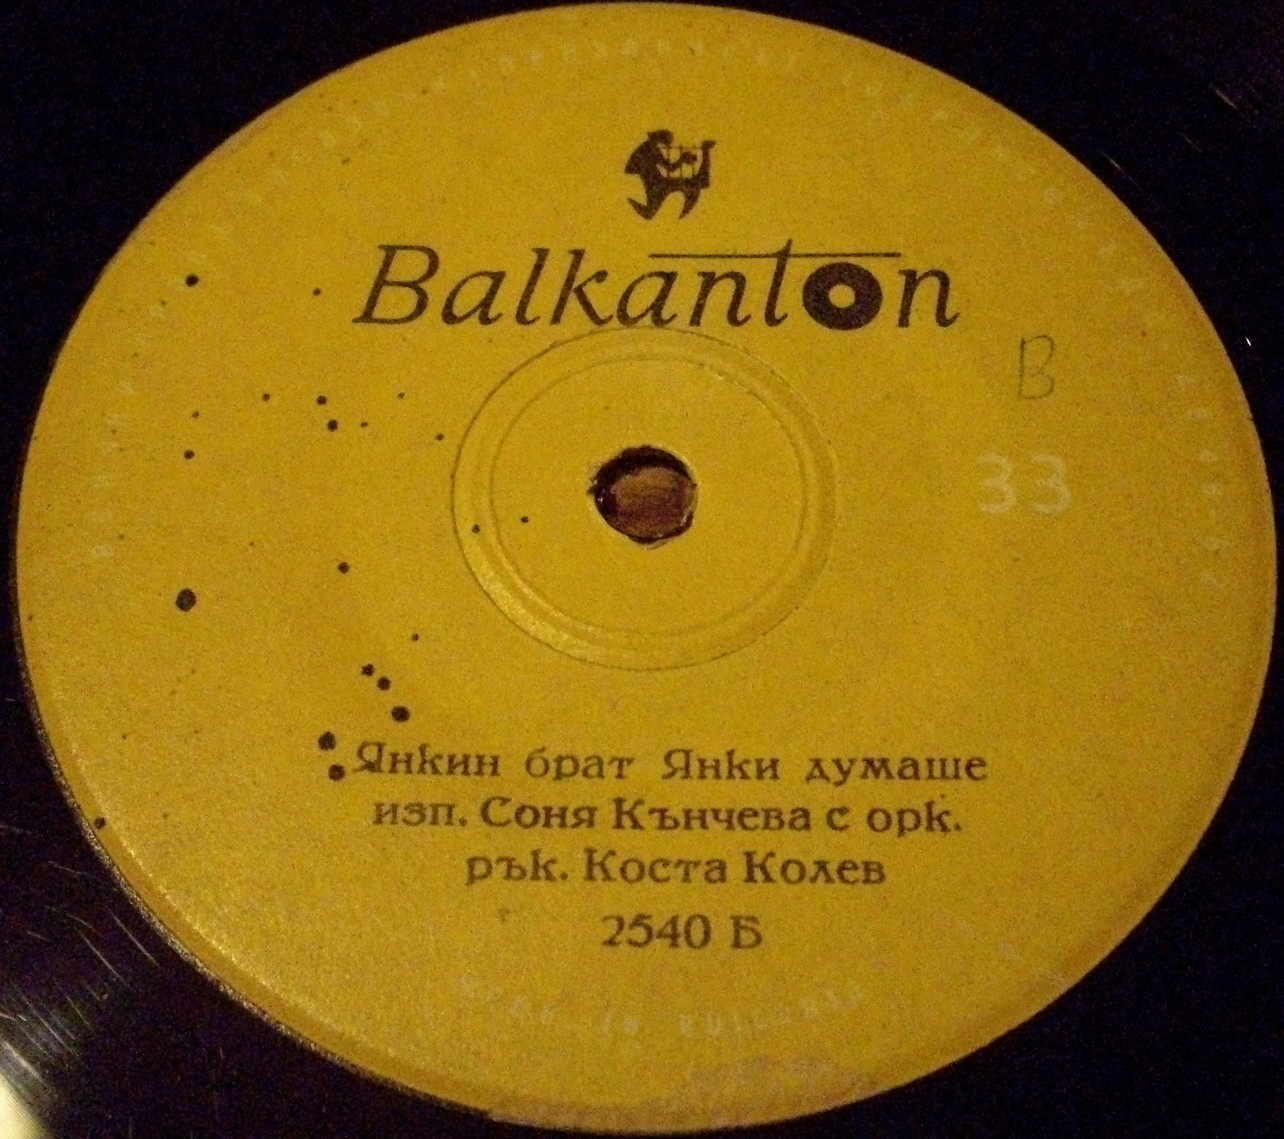 Balkanton
B
33
Янкин брат Янки думаше
изп. Соня Кънчева с орк.
рък. Коста Колев
2540 Б